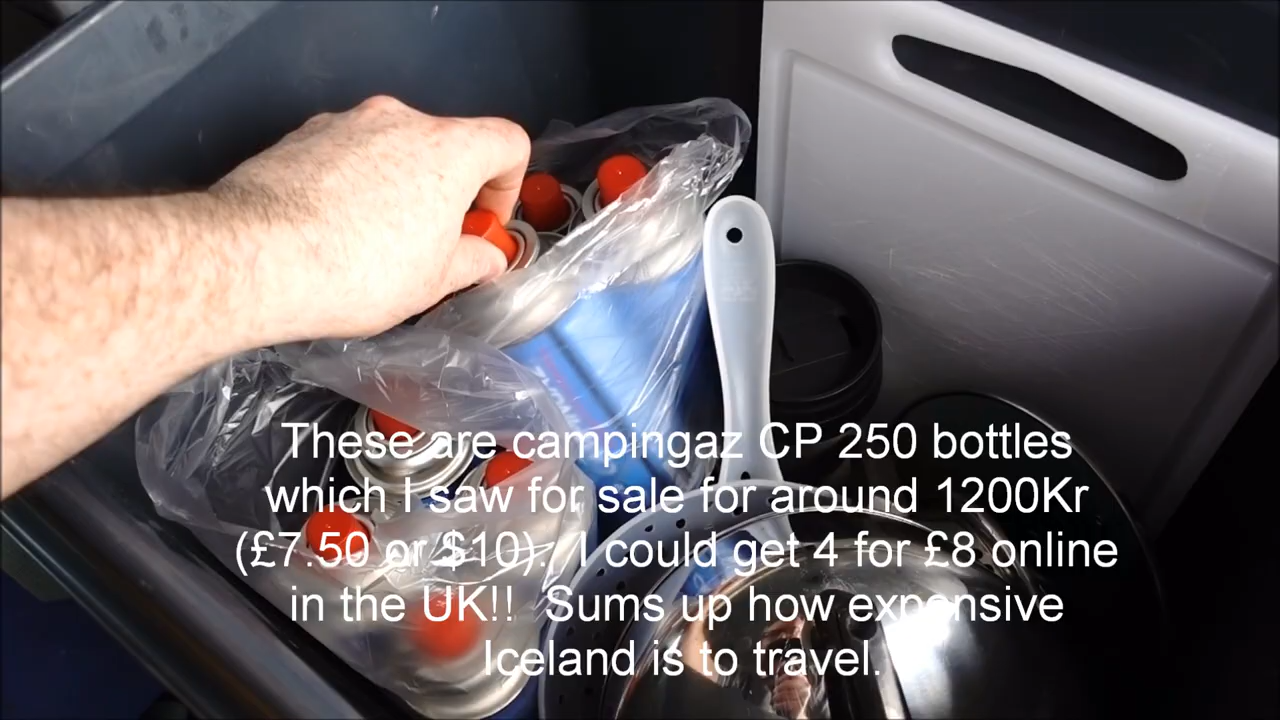 These are campingaz CP 250 bottles
which I saw for sale for around 1200Kr
(£7.50 or $10). I could get 4 for £8 online
in the UK!! Sums up how expensive
Iceland is to travel.